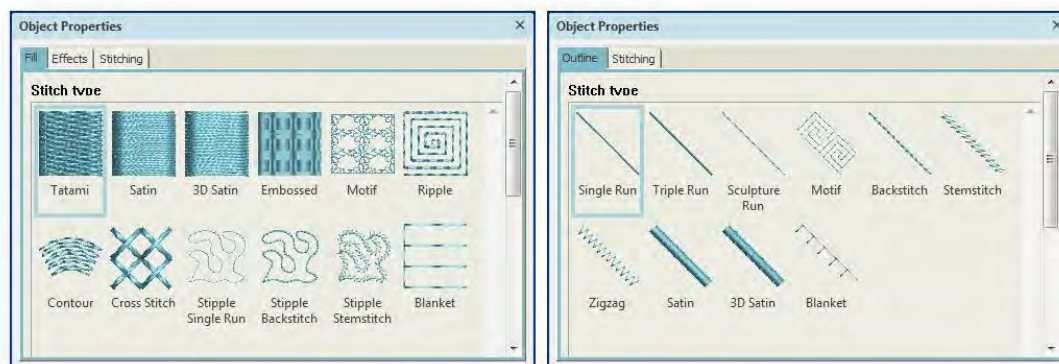 Object Properties
Fill Effects Stitching
Stitch type
Tatami Satin 3D Satin Embossed Motif Ripple
Contour Cross Stitch Stipple Single Run Stipple Backstitch Stipple Stemstitch Blanket
Object Properties
Outline Stitching
Stitch type
Single Run Triple Run Sculpture Run Motif Backstitch Stemstitch
Zigzag Satin 3D Satin Blanket